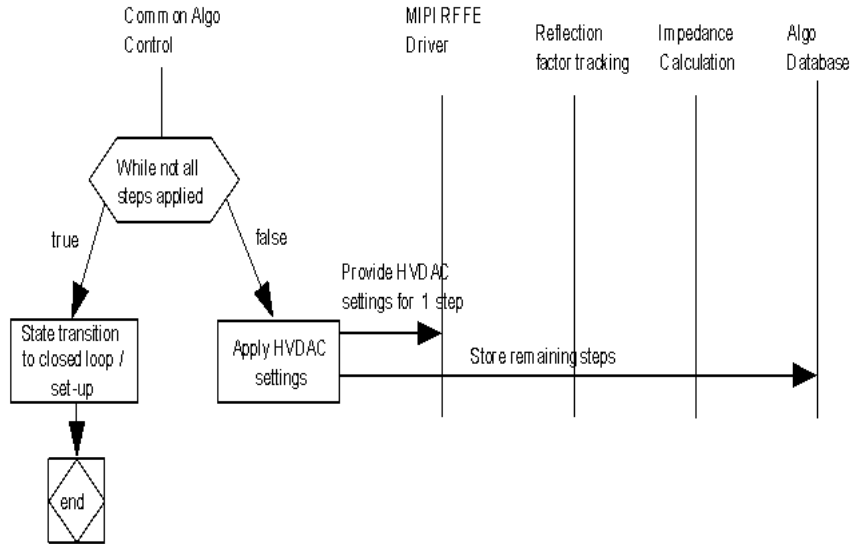 Common Algo
Control
MIPI RFFE
Driver
Reflection
factor tracking
Impedance
Calculation
Algo
Database
While not all
steps applied
true
false
Provide HVDAC
settings for 1 step
State transition
to closed loop /
set-up
Apply HVDAC
settings
Store remaining steps
end